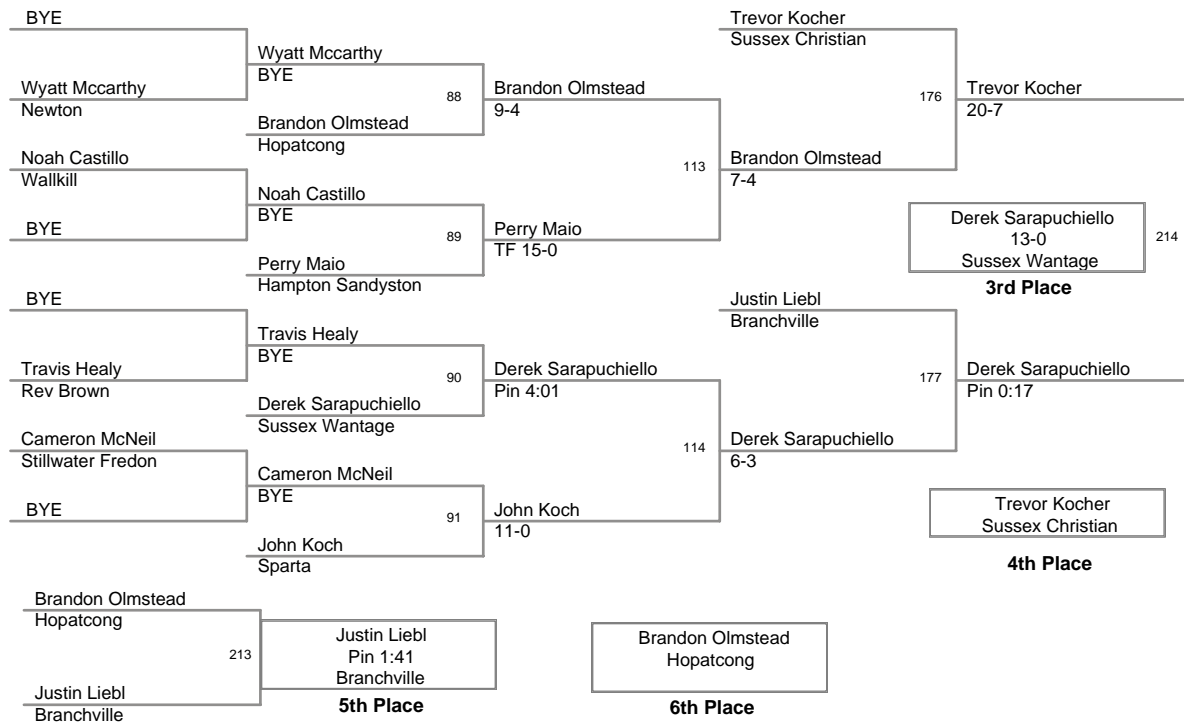 BYE
Wyatt Mccarthy
Newton
Noah Castillo
Wallkill
BYE
BYE
Travis Healy
Rev Brown
Cameron McNeil
Stillwater Fredon
BYE
Wyatt Mccarthy
BYE
88
Brandon Olmstead
Hopatcong
Noah Castillo
BYE
89
Perry Maio
Hampton Sandyston
Travis Healy
BYE
90
Derek Sarapuchiello
Sussex Wantage
Cameron McNeil
BYE
91
John Koch
Sparta
Brandon Olmstead
9-4
113
Perry Maio
TF 15-0
Derek Sarapuchiello
Pin 4:01
114
John Koch
11-0
Trevor Kocher
Sussex Christian
176
Brandon Olmstead
7-4
Justin Liebl
Branchville
177
Derek Sarapuchiello
6-3
Trevor Kocher
20-7
Derek Sarapuchiello
13-0
Sussex Wantage
214
3rd Place
Derek Sarapuchiello
Pin 0:17
Trevor Kocher
Sussex Christian
4th Place
Brandon Olmstead
Hopatcong
213
Justin Liebl
Branchville
Justin Liebl
Pin 1:41
Branchville
5th Place
Brandon Olmstead
Hopatcong
6th Place